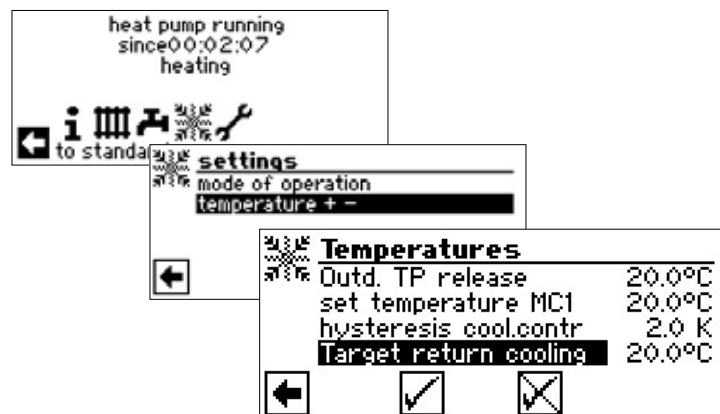 heat pump running
since00:02:07
heating
to standa
settings
mode of operation
temperature + -
Temperatures
Outd. TP release 20.0°C
set temperature MC1 20.0°C
hysteresis cool.contr 2.0 K
Target return cooling 20.0°C